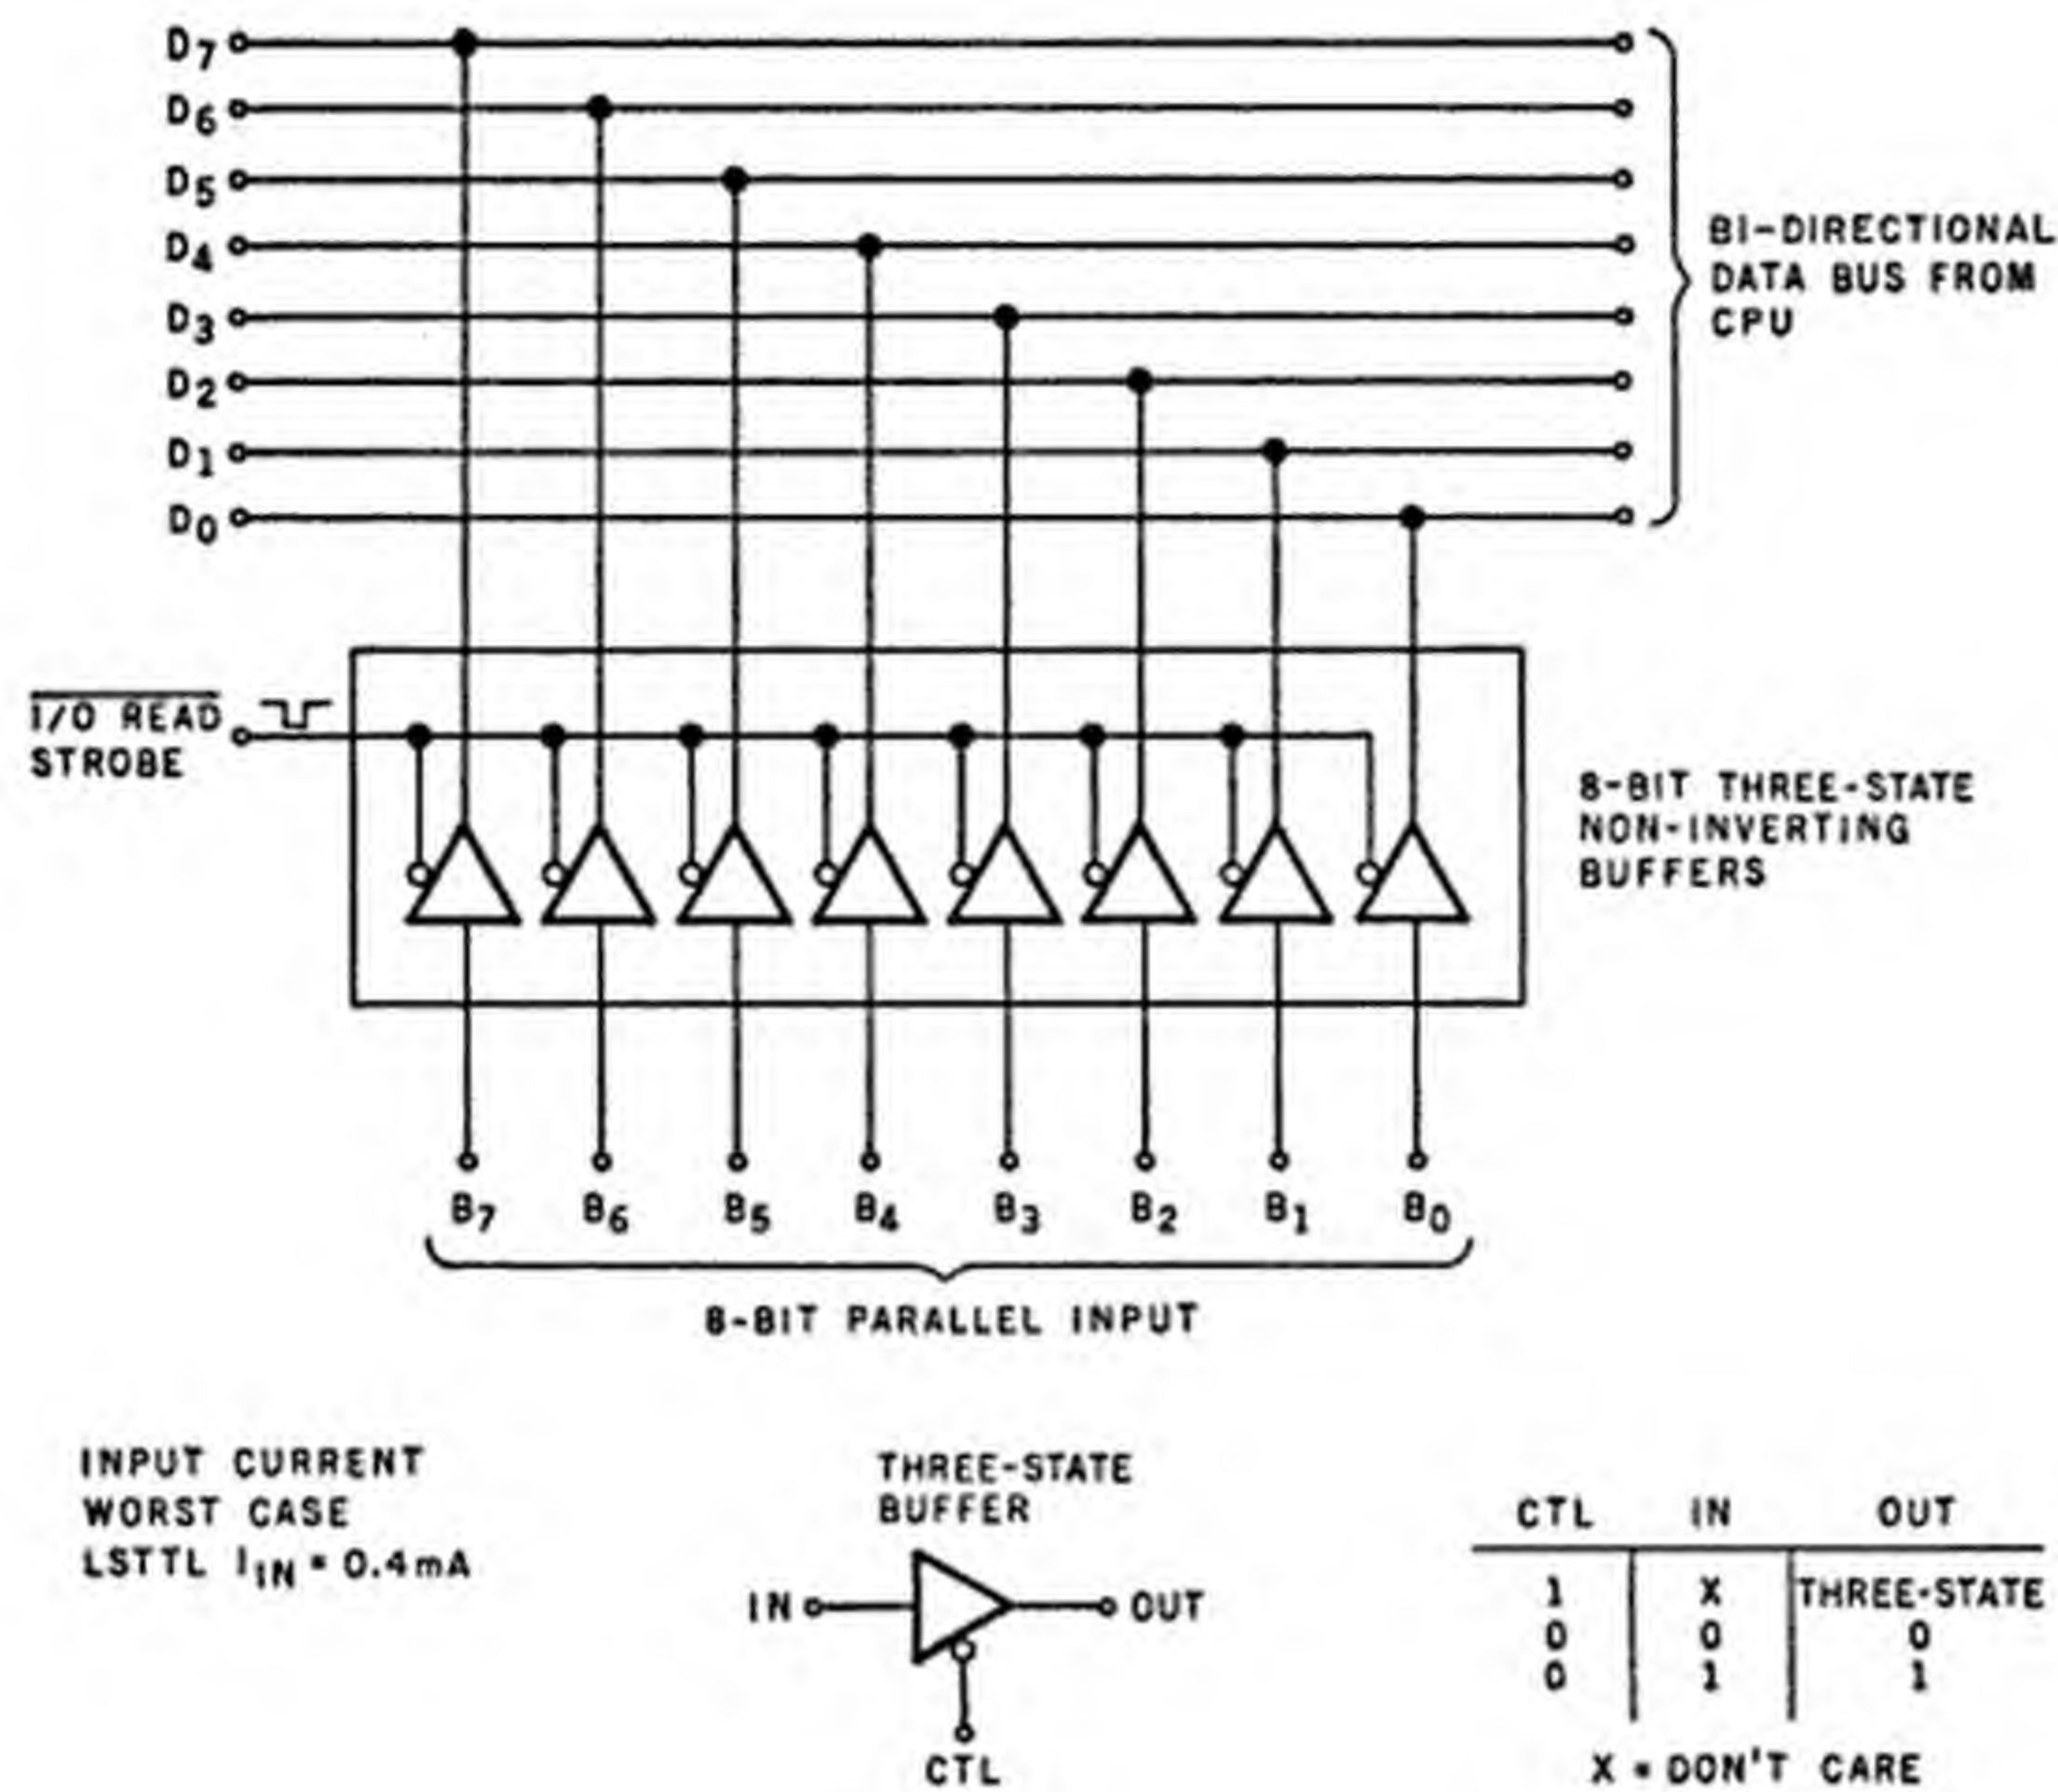 D7
D6
D5
D4
D3
D2
D1
D0
BI-DIRECTIONAL
DATA BUS FROM
CPU
I/O READ
STROBE
8-BIT THREE-STATE
NON-INVERTING
BUFFERS
B7 B6 B5 B4 B3 B2 B1 B0
8-BIT PARALLEL INPUT
INPUT CURRENT
WORST CASE
LSTTL IIN = 0.4mA
THREE-STATE
BUFFER
IN OUT
CTL
CTL IN OUT
1 X THREE-STATE
0 0 0
0 1 1
X = DON'T CARE